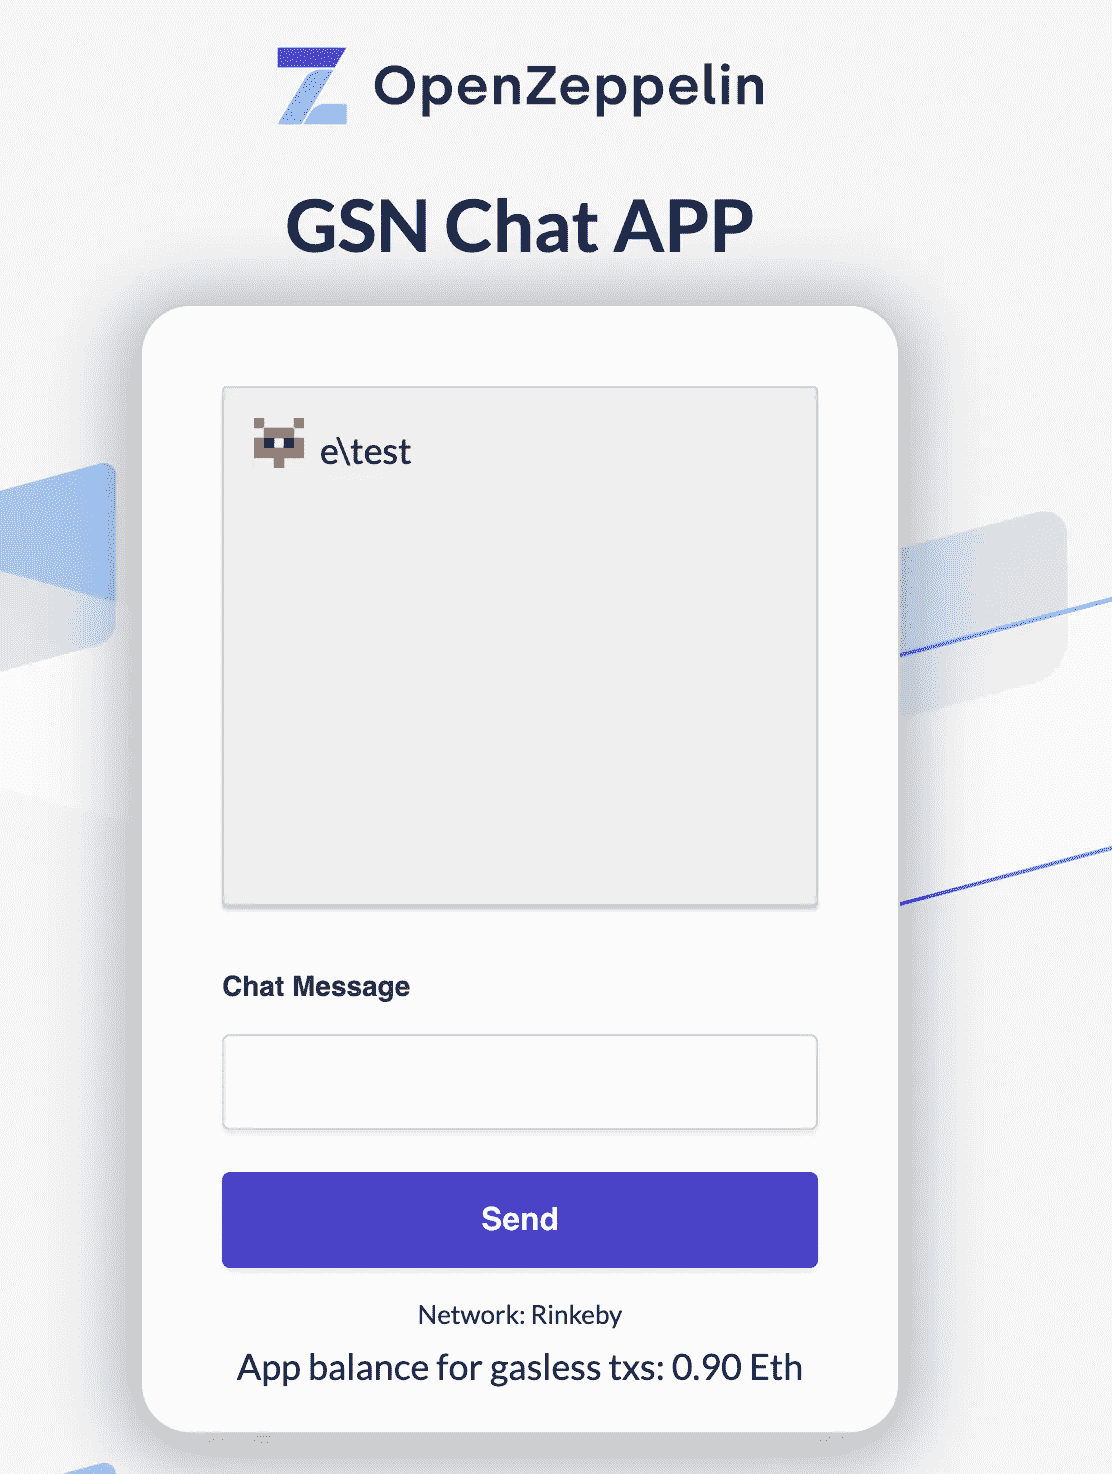 OpenZeppelin
GSN Chat APP
e\test
Chat Message
Send
Network: Rinkeby
App balance for gasless txs: 0.90 Eth